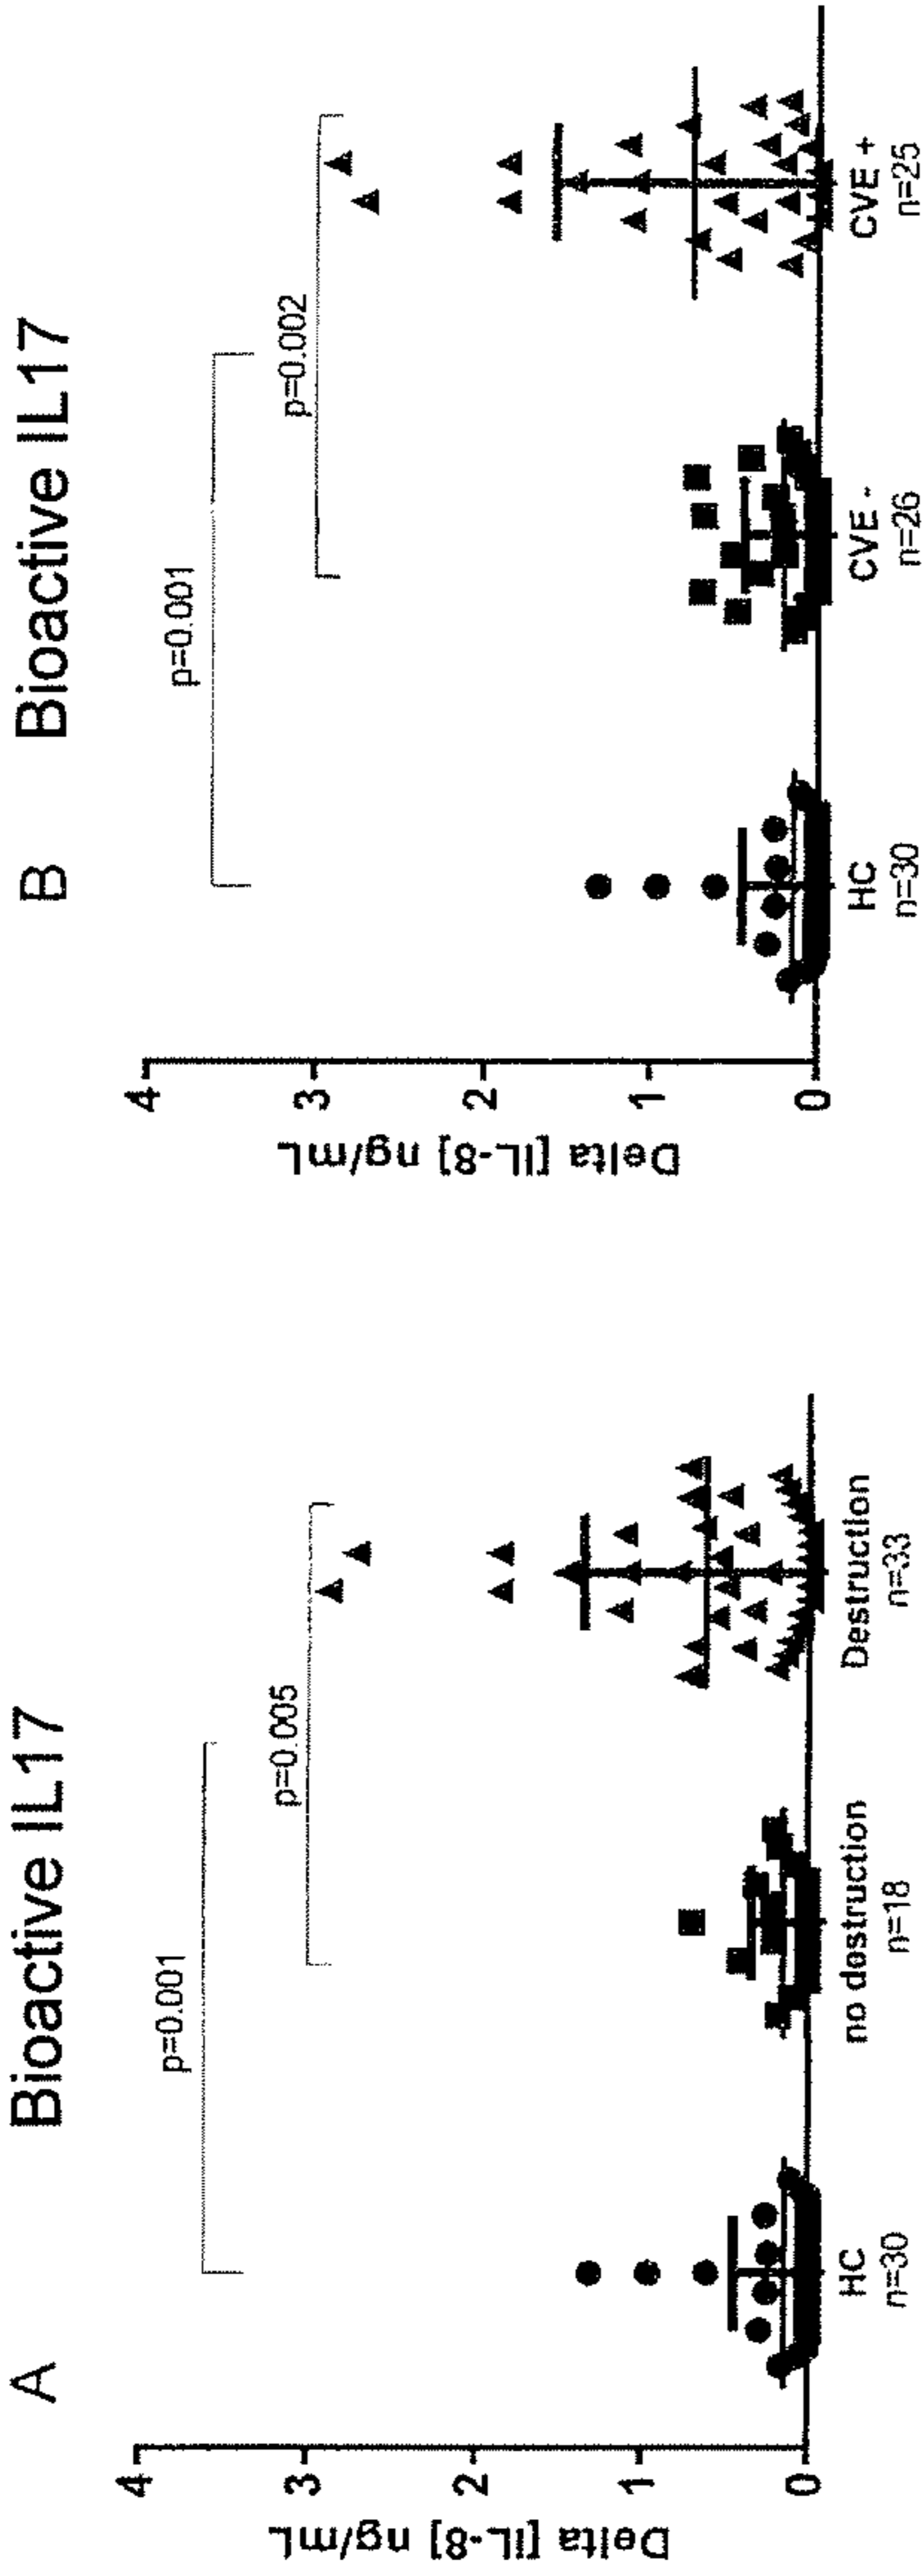 A Bioactive IL17
p=0.001
p=0.005
Delta [IL-8] ng/mL
4
3
2
1
0
HC
n=30
no destruction
n=18
Destruction
n=33
B Bioactive IL17
p=0.001
p=0.002
Delta [IL-8] ng/mL
4
3
2
1
0
HC
n=30
CVE -
n=26
CVE +
n=25